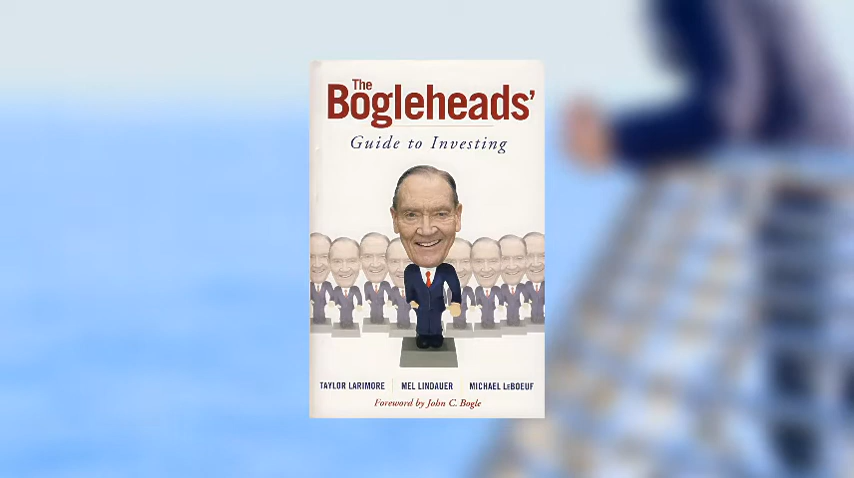 The
Bogleheads'
Guide to Investing
TAYLOR LARIMORE MEL LINDAUER MICHAEL LEBOEUF
Foreword by John C. Bogle